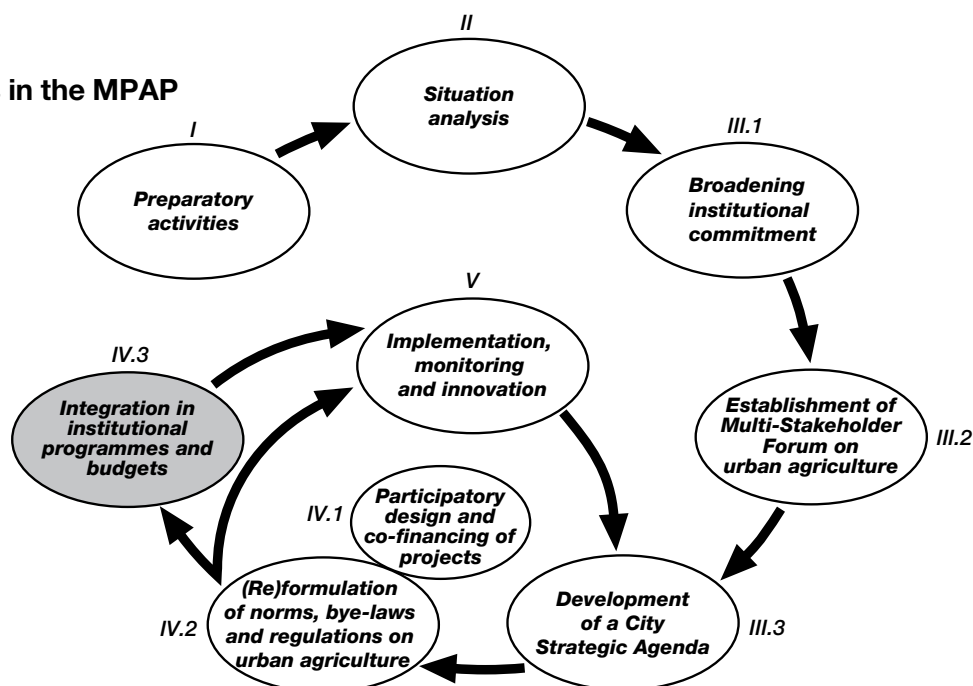 in the MPAP
II
Situation
analysis
I
Preparatory
activities
III.1
Broadening
institutional
commitment
V
Implementation,
monitoring
and innovation
IV.3
Integration in
institutional
programmes and
budgets
Establishment of
Multi-Stakeholder
Forum on
urban agriculture
III.2
IV.1
Participatory
design and
co-financing of
projects
IV.2
(Re)formulation
of norms, bye-laws
and regulations on
urban agriculture
Development
of a City
Strategic Agenda
III.3